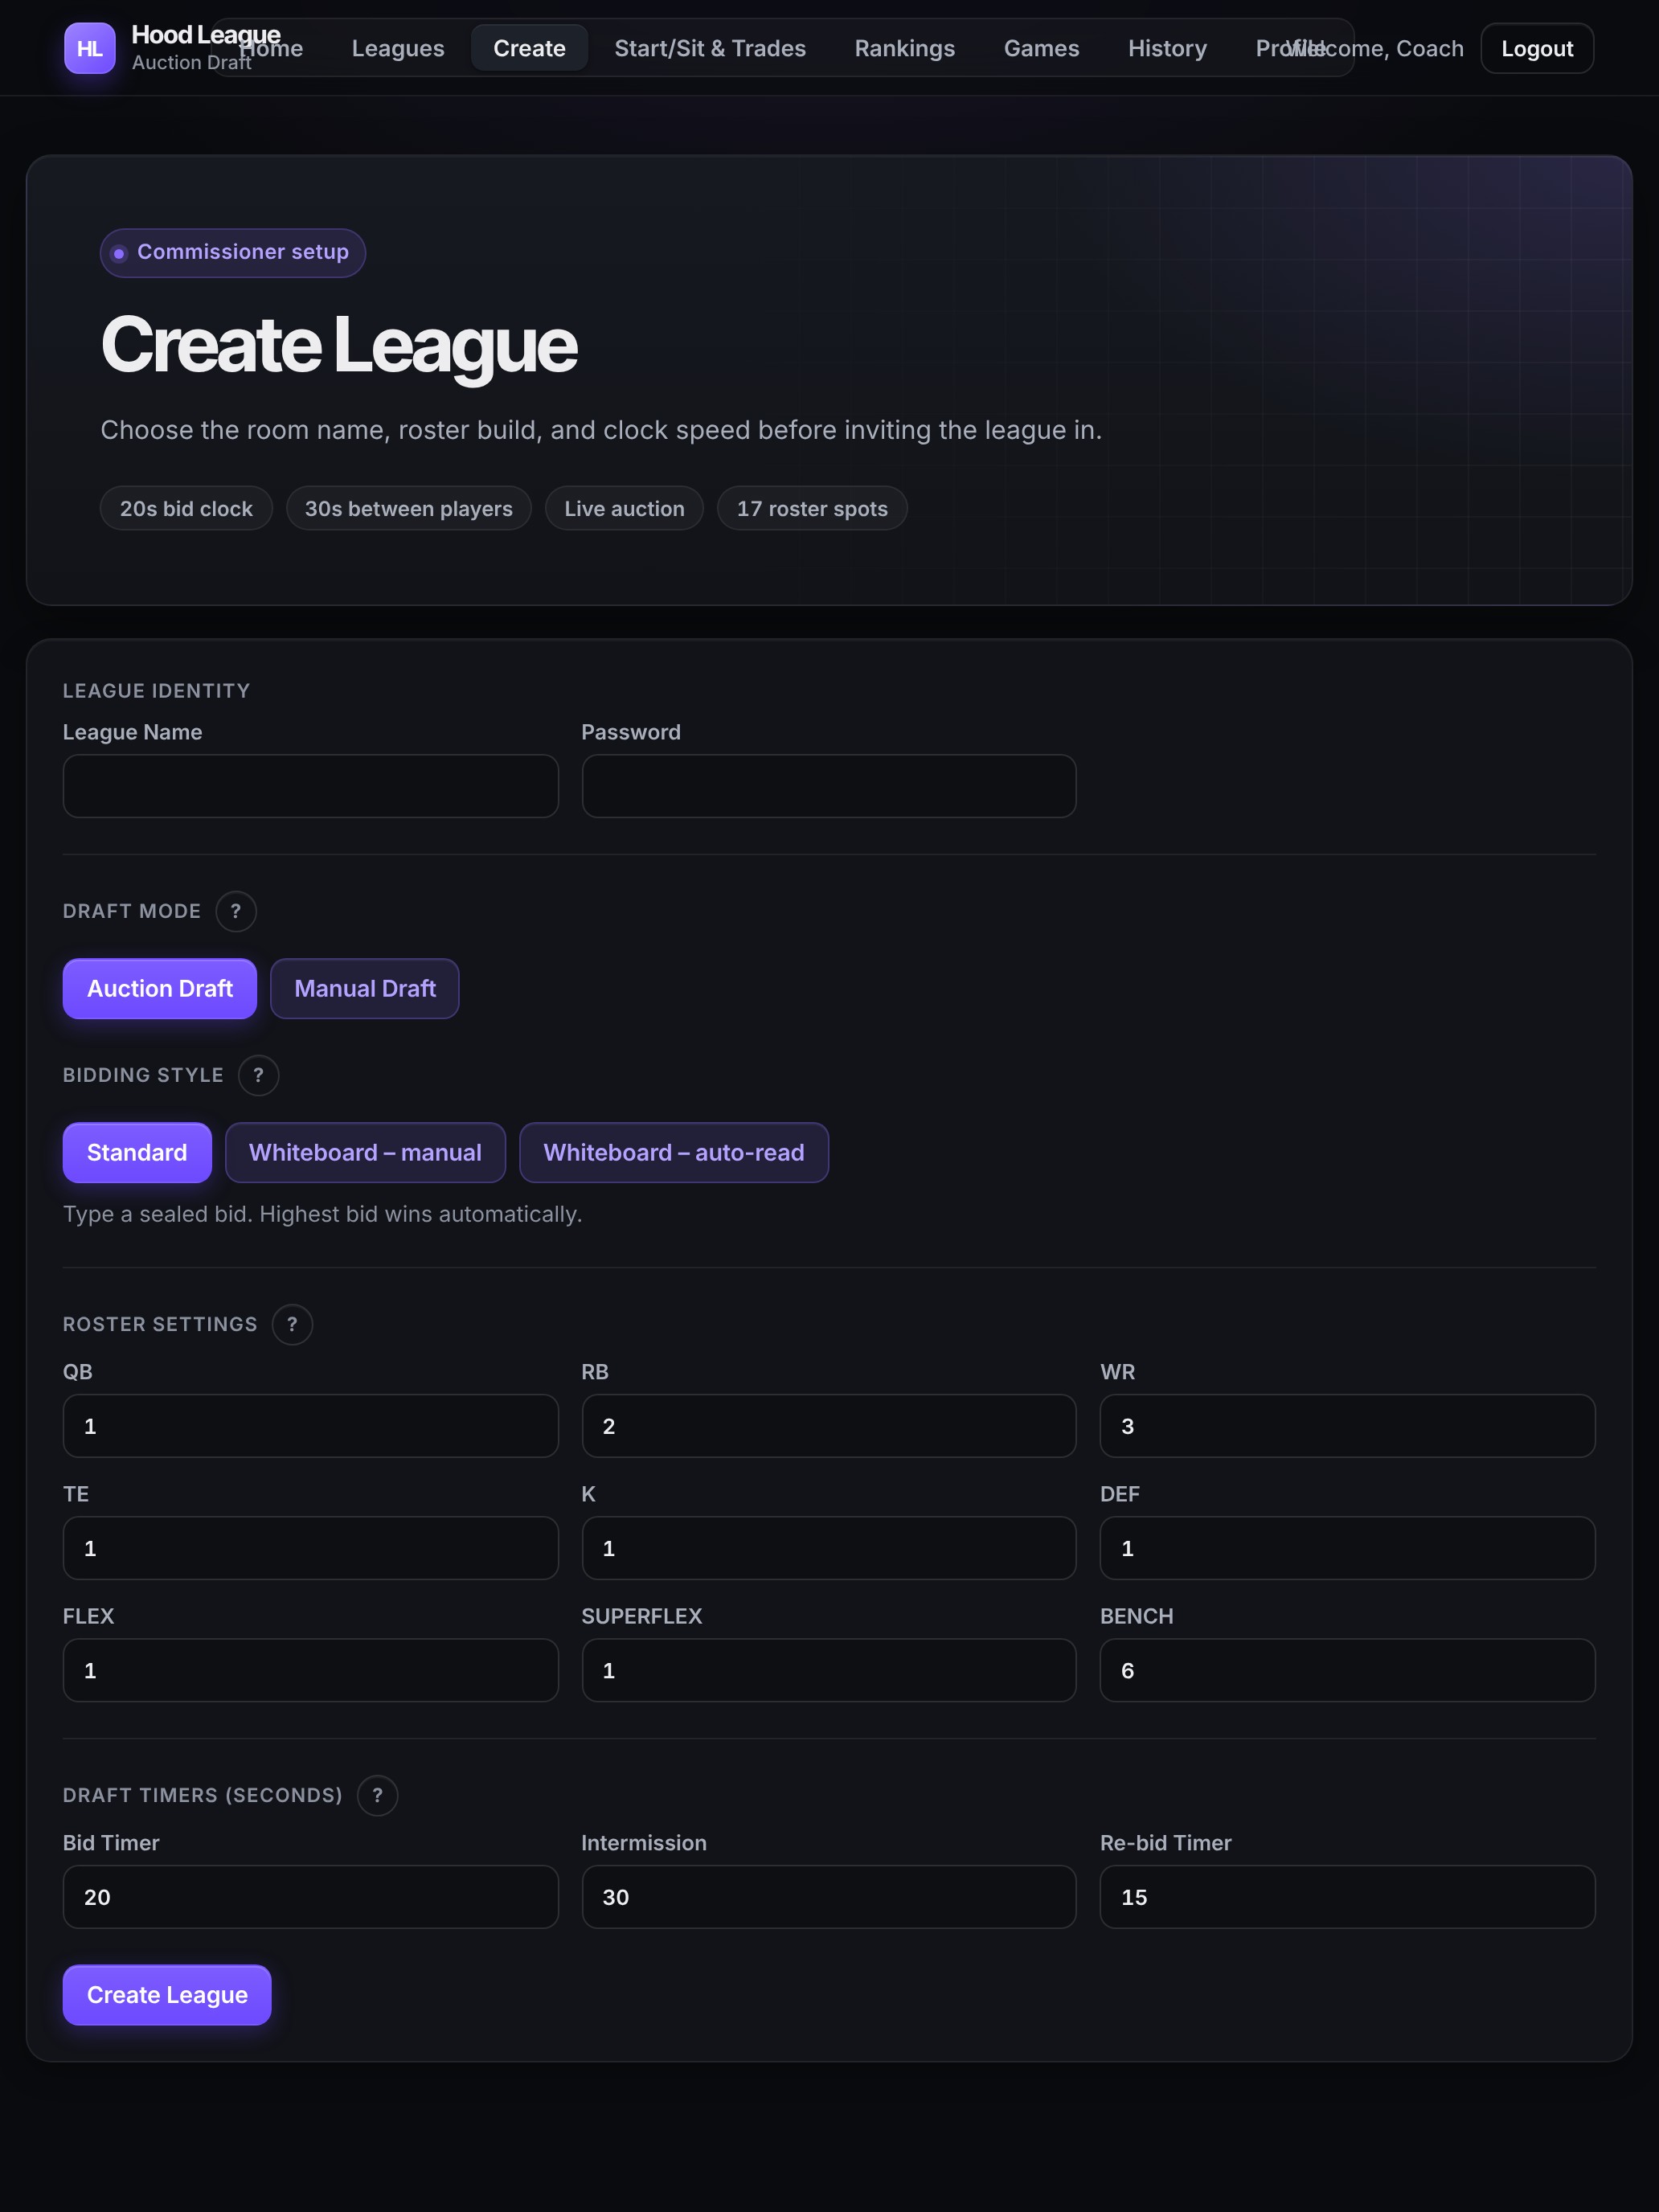 HL Hood League Home Leagues Create Start/Sit & Trades Rankings Games History Profile Welcome, Coach Logout
Auction Draft
Commissioner setup
Create League
Choose the room name, roster build, and clock speed before inviting the league in.
20s bid clock 30s between players Live auction 17 roster spots
LEAGUE IDENTITY
League Name Password
DRAFT MODE ?
Auction Draft Manual Draft
BIDDING STYLE ?
Standard Whiteboard – manual Whiteboard – auto-read
Type a sealed bid. Highest bid wins automatically.
ROSTER SETTINGS ?
QB RB WR
1 2 3
TE K DEF
1 1 1
FLEX SUPERFLEX BENCH
1 1 6
DRAFT TIMERS (SECONDS) ?
Bid Timer Intermission Re-bid Timer
20 30 15
Create League